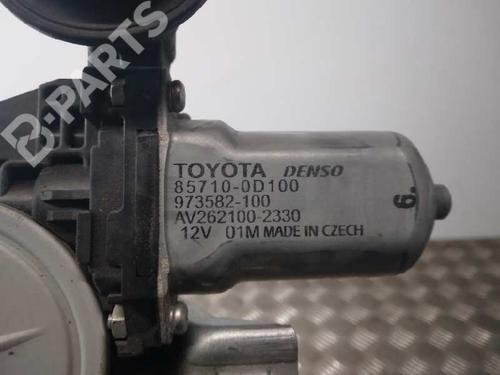 B-PARTS
TOYOTA DENSO
85710-0D100
973582-100
AV262100-2330
12V 01M MADE IN CZECH
6.